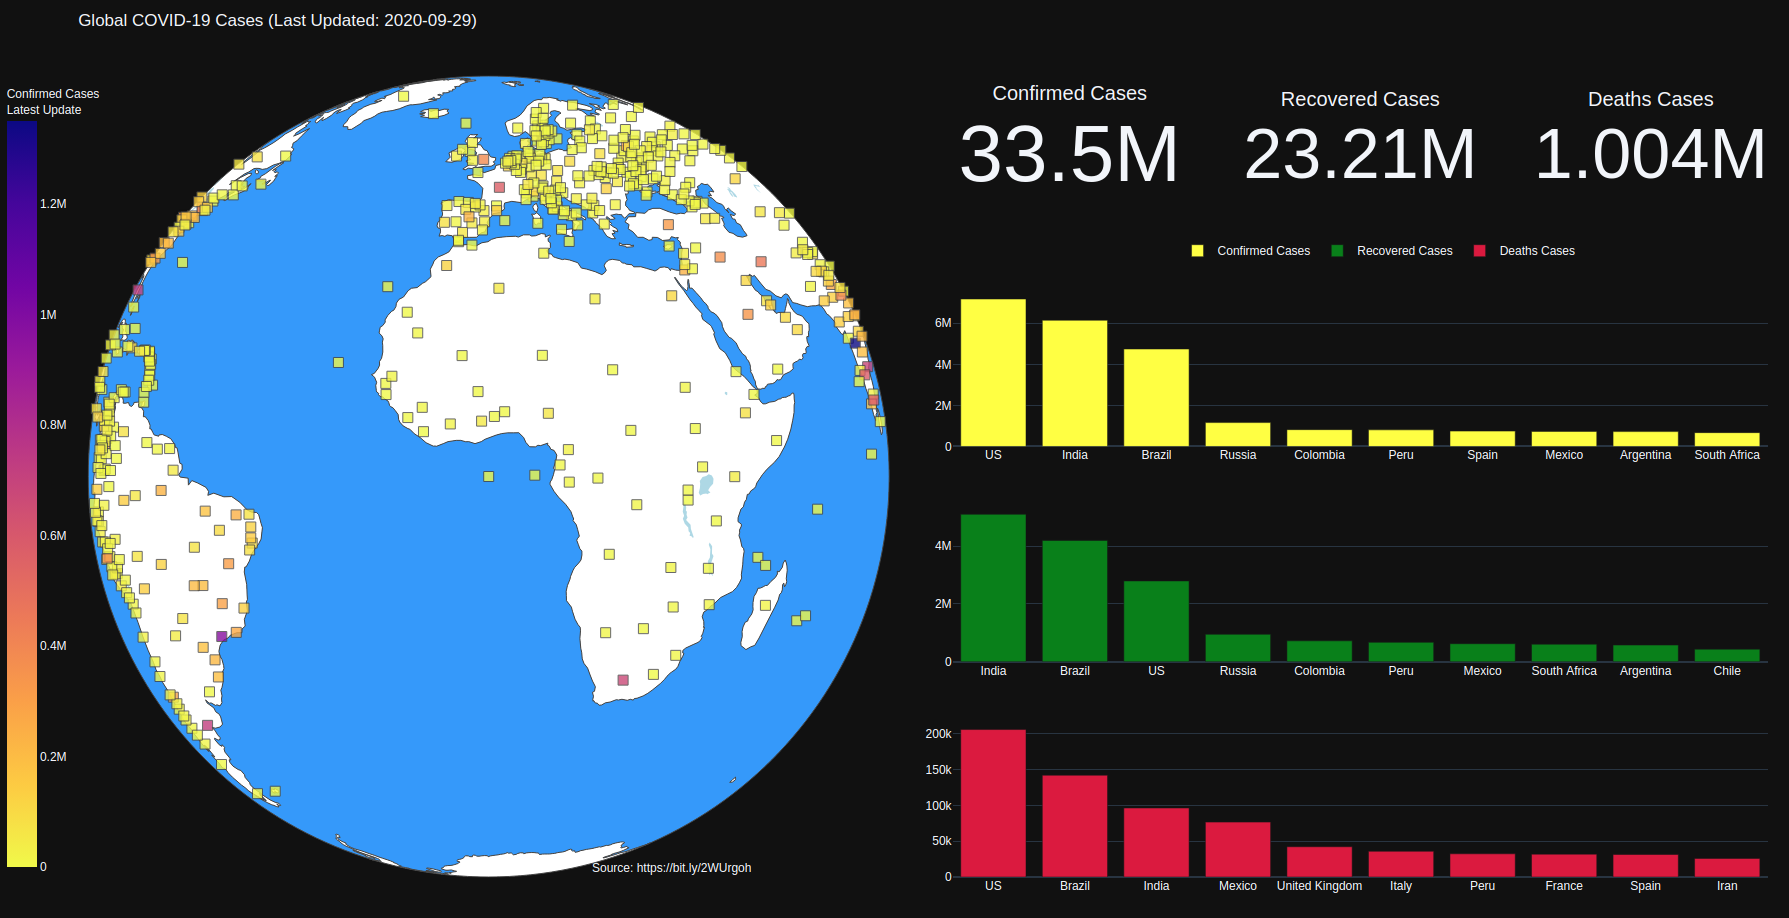 Global COVID-19 Cases (Last Updated: 2020-09-29)
Confirmed Cases
Latest Update
1.2M
1M
0.8M
0.6M
0.4M
0.2M
0
Source: https://bit.ly/2WUrgoh
Confirmed Cases
33.5M
Recovered Cases
23.21M
Deaths Cases
1.004M
Confirmed Cases Recovered Cases Deaths Cases
6M
4M
2M
0
US India Brazil Russia Colombia Peru Spain Mexico Argentina South Africa
4M
2M
0
India Brazil US Russia Colombia Peru Mexico South Africa Argentina Chile
200k
150k
100k
50k
0
US Brazil India Mexico United Kingdom Italy Peru France Spain Iran